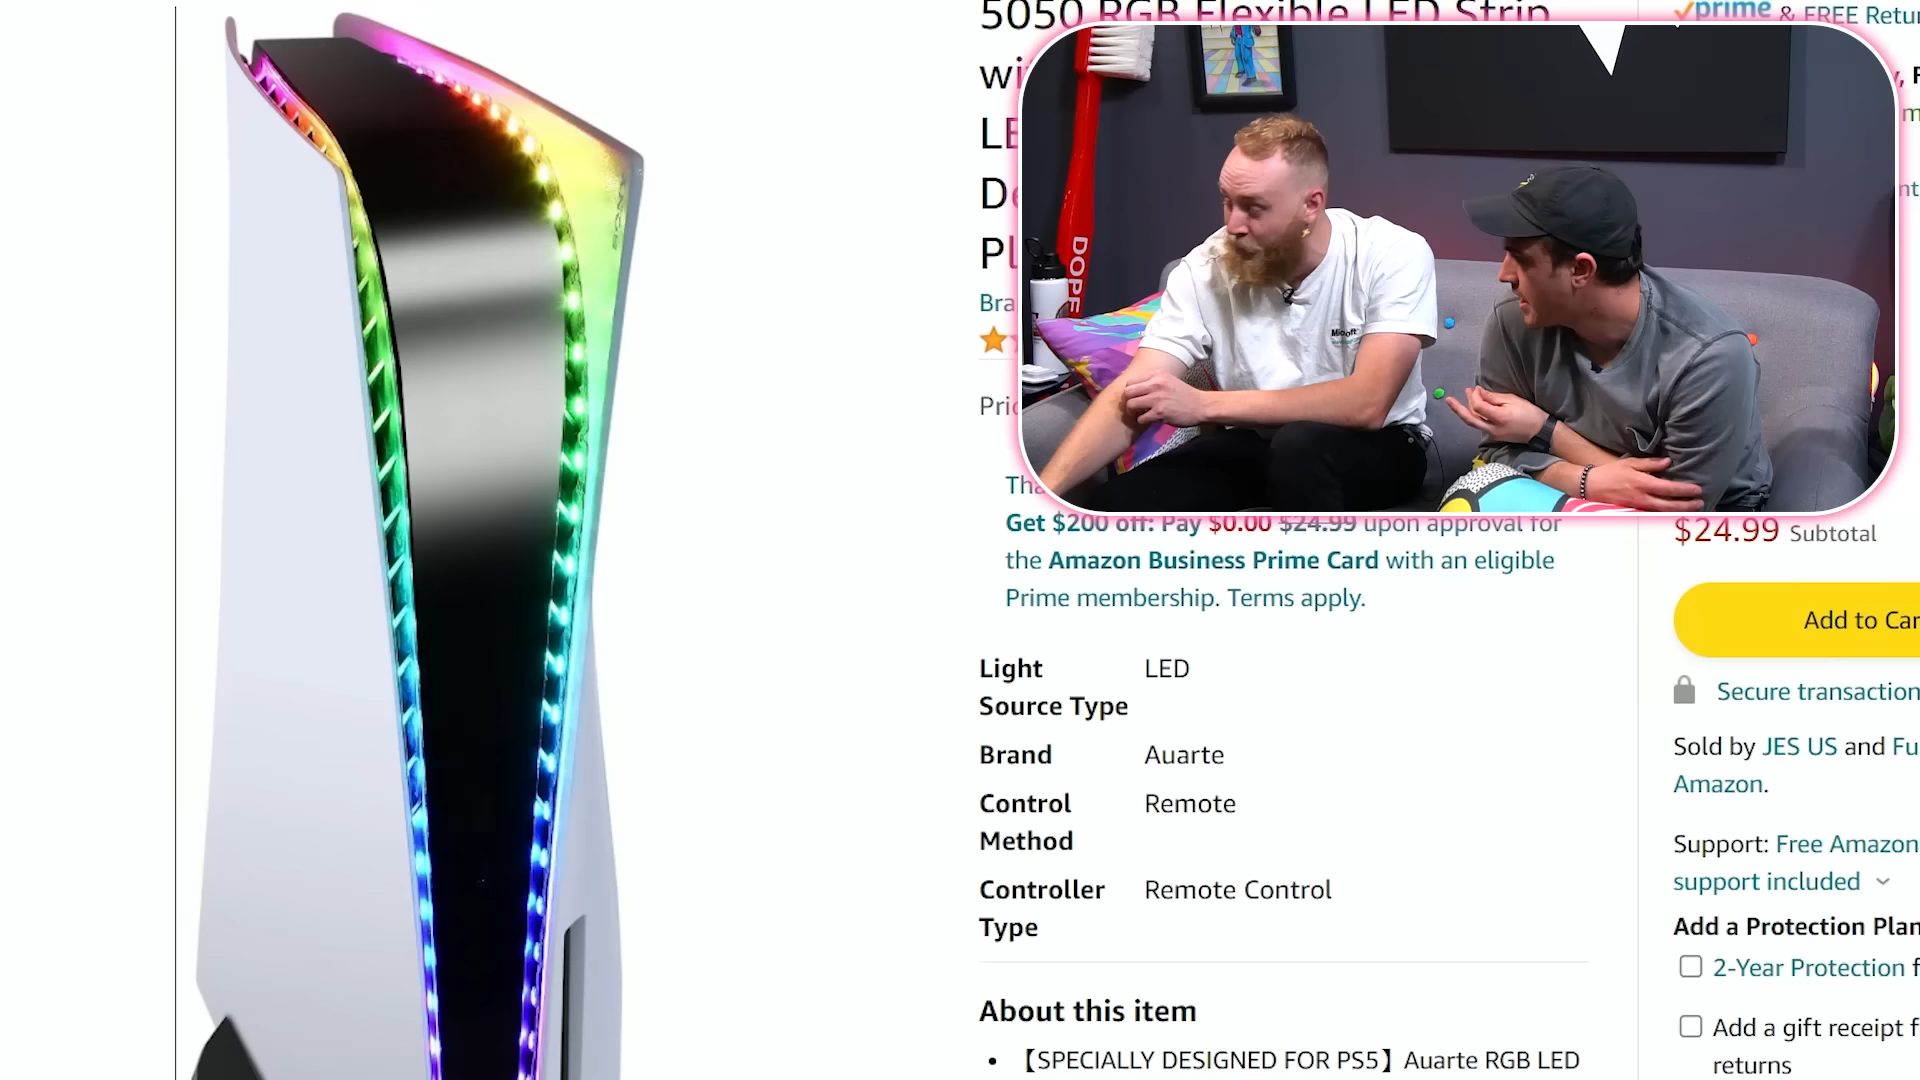 5050 RGB Flexible LED Strip
prime & FREE Retu
wi
LE
De
Pl
Bra
Pric
Tha
DOPE
Get $200 off: Pay $0.00 $24.99 upon approval for
the Amazon Business Prime Card with an eligible
Prime membership. Terms apply.
Light
Source Type
LED
Brand
Auarte
Control
Method
Remote
Controller
Type
Remote Control
About this item
• 【SPECIALLY DESIGNED FOR PS5】Auarte RGB LED
$24.99 Subtotal
Add to Car
Secure transaction
Sold by JES US and Fu
Amazon.
Support: Free Amazon
support included
Add a Protection Plan
2-Year Protection f
Add a gift receipt f
returns